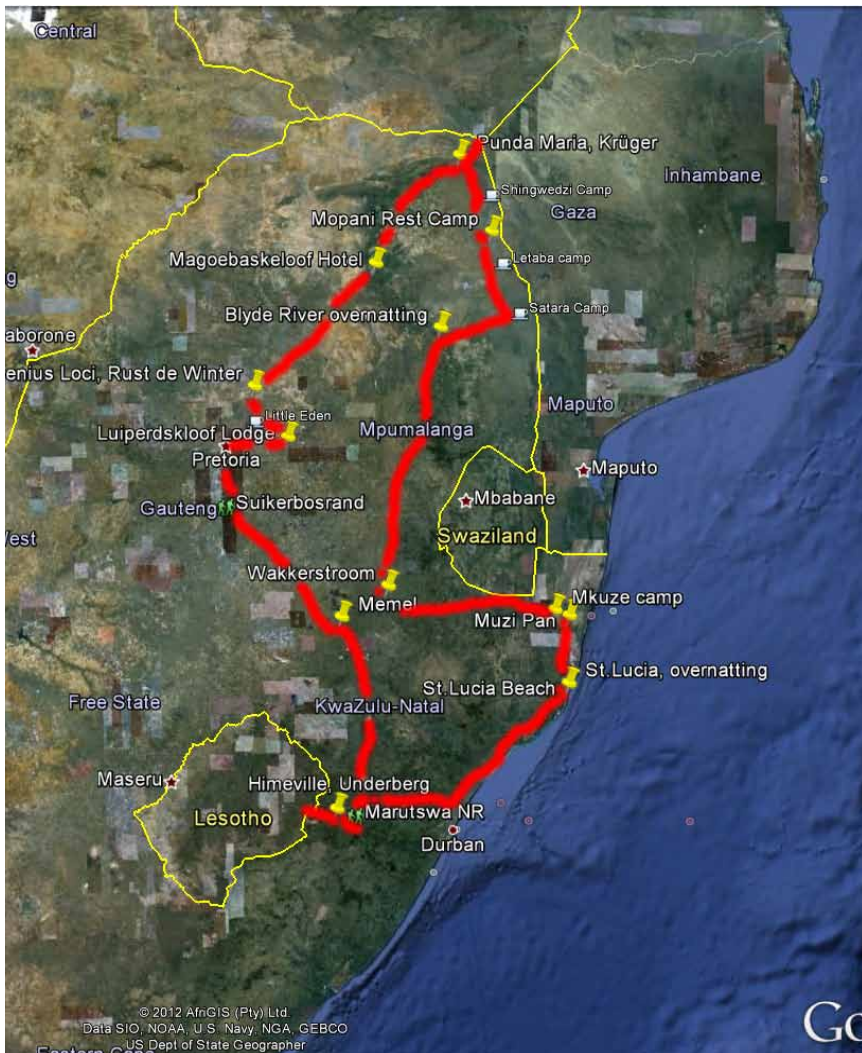 Central
Punda Maria, Krüger
Inhambane
Shingwedzi Camp
Gaza
Mopani Rest Camp
Magoebaskeloof Hotel
Letaba camp
g
Blyde River overnatting
Satara Camp
aborone
enius Loci, Rust de Winter
Maputo
Little Eden
Luiperdskloof Lodge
Mpumalanga
Pretoria
Maputo
Mbabane
Gauteng
Suikerbosrand
Swaziland
West
Wakkerstroom
Memel
Mkuze camp
Muzi Pan
St.Lucia, overnatting
St.Lucia Beach
Free State
KwaZulu-Natal
Maseru
Himeville, Underberg
Lesotho
Marutswa NR
Durban
© 2012 AfriGIS (Pty) Ltd.
Data SIO, NOAA, U.S. Navy, NGA, GEBCO
US Dept of State Geographer
Go
Eastern Cape